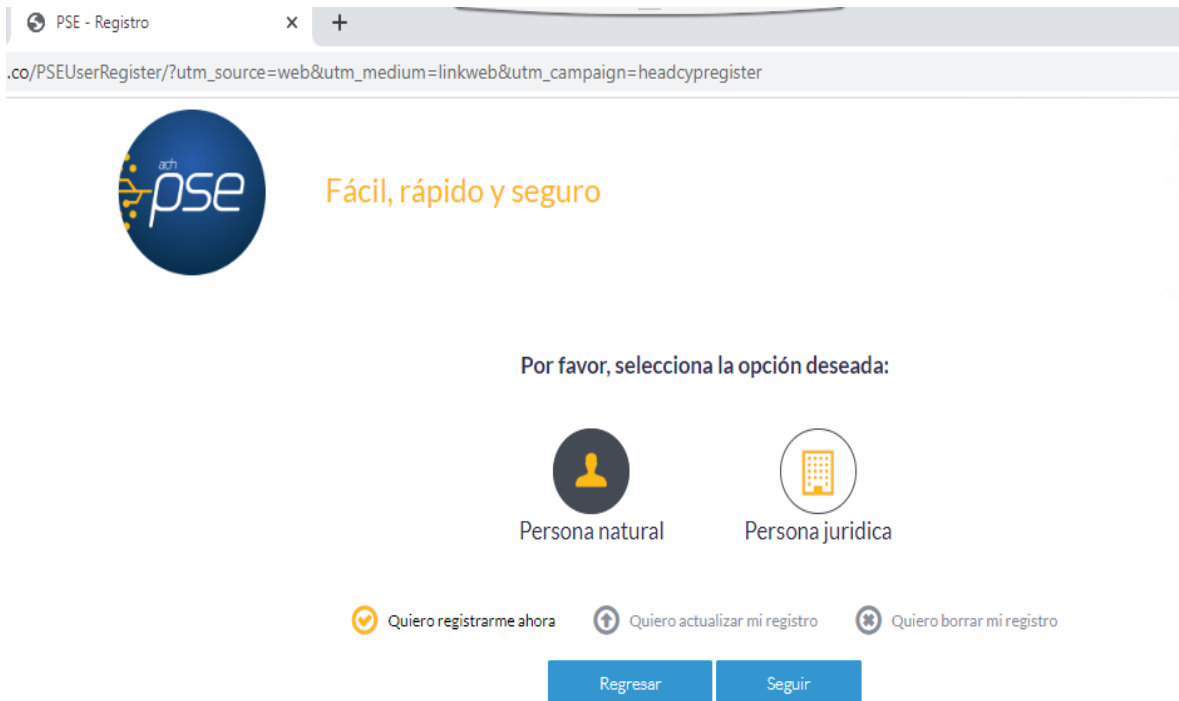 PSE - Registro
.co/PSEUserRegister/?utm_source=web&utm_medium=linkweb&utm_campaign=headcypregister
ach
pse
Fácil, rápido y seguro
Por favor, selecciona la opción deseada:
Persona natural Persona juridica
Quiero registrarme ahora Quiero actualizar mi registro Quiero borrar mi registro
Regresar Seguir